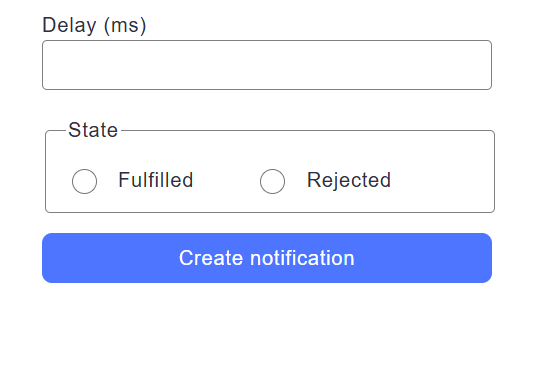 Delay (ms)
State
Fulfilled Rejected
Create notification